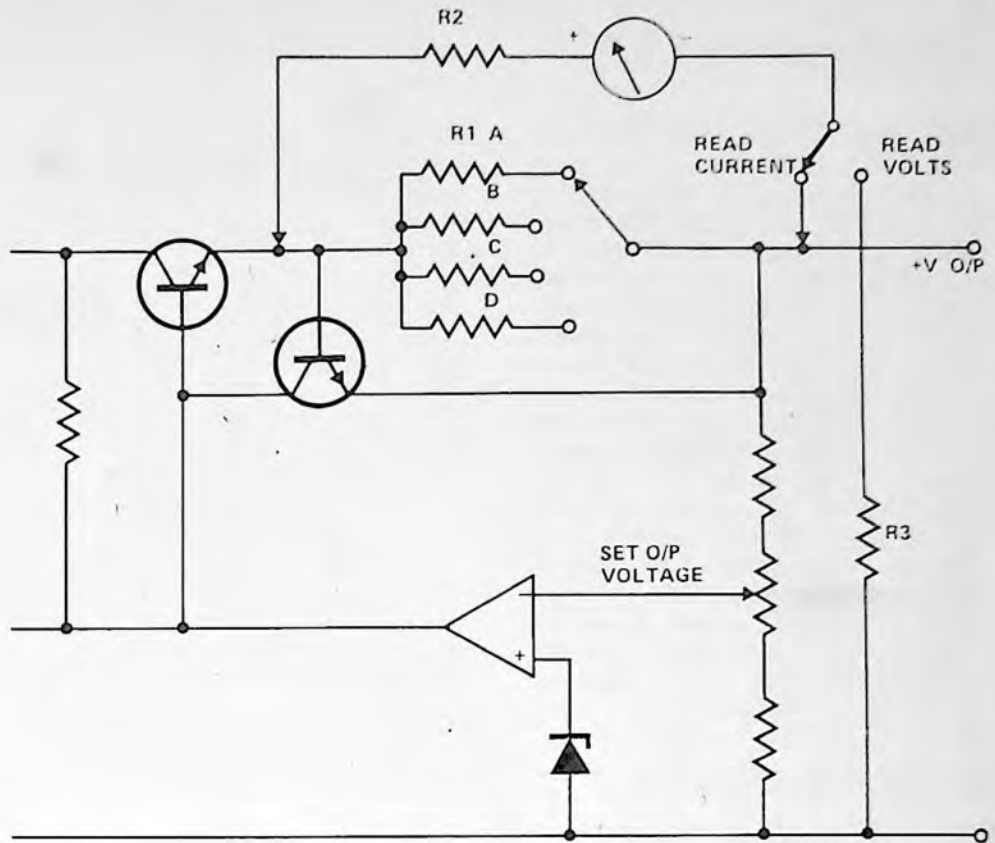 R2
+ -
R1 A
B
C
D
READ
CURRENT
READ
VOLTS
+V O/P
SET O/P
VOLTAGE
R3
-
+